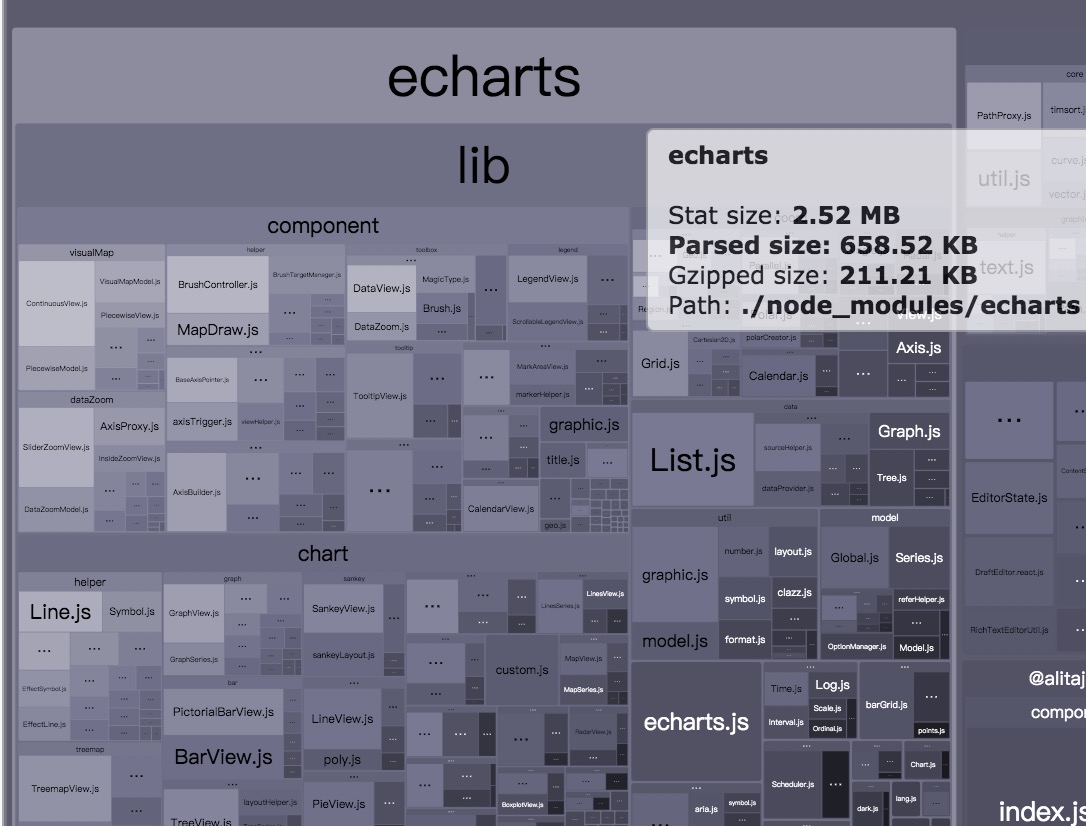 echarts
lib
component
visualMap
ContinuousView.js
VisualMapModel.js
PiecewiseView.js
PiecewiseModel.js
...
helper
BrushController.js
BrushTargetManager.js
MapDraw.js
...
toolbox
DataView.js
MagicType.js
Brush.js
DataZoom.js
...
legend
LegendView.js
ScrollableLegendView.js
...
dataZoom
SliderZoomView.js
AxisProxy.js
InsideZoomView.js
DataZoomModel.js
...
BaseAxisPointer.js
axisTrigger.js
viewHelper.js
...
AxisBuilder.js
...
tooltip
TooltipView.js
...
MarkAreaView.js
markerHelper.js
graphic.js
title.js
CalendarView.js
geo.js
...
chart
helper
Line.js
Symbol.js
EffectSymbol.js
EffectLine.js
...
graph
GraphView.js
GraphSeries.js
...
sankey
SankeyView.js
sankeyLayout.js
...
LinesSeries.js
LinesView.js
custom.js
MapView.js
MapSeries.js
bar
PictorialBarView.js
BarView.js
...
LineView.js
poly.js
...
RadarView.js
BoxplotView.js
treemap
TreemapView.js
...
TreeView.js
layoutHelper.js
PieView.js
...
echarts
Stat size: 2.52 MB
Parsed size: 658.52 KB
Gzipped size: 211.21 KB
Path: ./node_modules/echarts
Grid.js
Cartesian2D.js
polarCreator.js
Calendar.js
View.js
Axis.js
...
data
List.js
sourceHelper.js
dataProvider.js
Graph.js
Tree.js
...
util
graphic.js
number.js
layout.js
symbol.js
clazz.js
model.js
format.js
...
model
Global.js
Series.js
referHelper.js
OptionManager.js
Model.js
...
echarts.js
Time.js
Log.js
Scale.js
Interval.js
Ordinal.js
barGrid.js
points.js
...
Scheduler.js
Chart.js
dark.js
lang.js
aria.js
symbol.js
...
core
PathProxy.js
timsort.j
util.js
curve.js
vector.j
text.js
...
EditorState.js
ContentS
DraftEditor.react.js
RichTextEditorUtil.js
...
@alitaj
compor
index.js